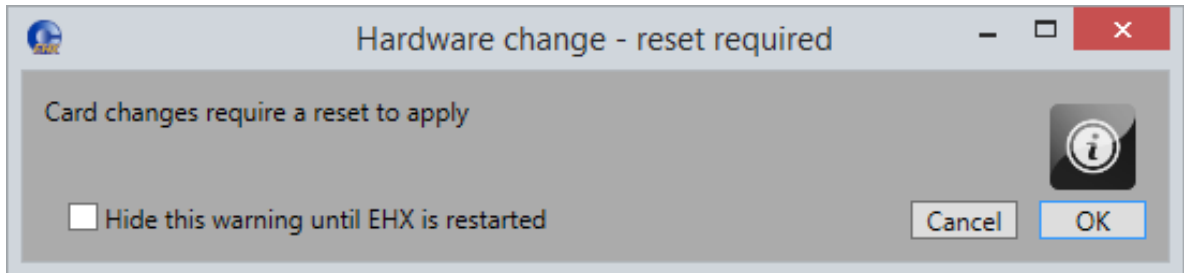 EHX
Hardware change - reset required
Card changes require a reset to apply
Hide this warning until EHX is restarted
Cancel
OK